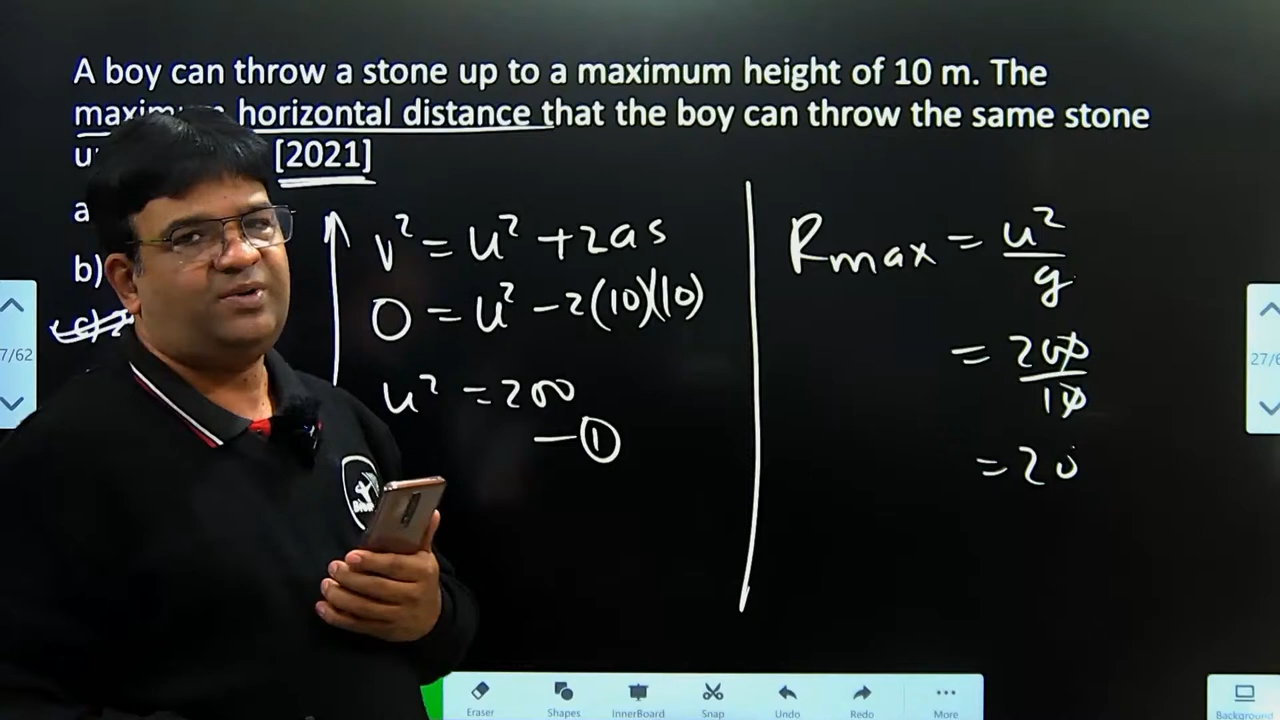 A boy can throw a stone up to a maximum height of 10 m. The
horizontal distance that the boy can throw the same stone
[2021]
a
b)
c)
v² = u² + 2as
0 = u² - 2(10)(10)
u² = 200
- ①
Rmax = u²/g
= 200/10
= 20
7/62
27/6
Eraser
Shapes
InnerBoard
Snap
Undo
Redo
More
Background